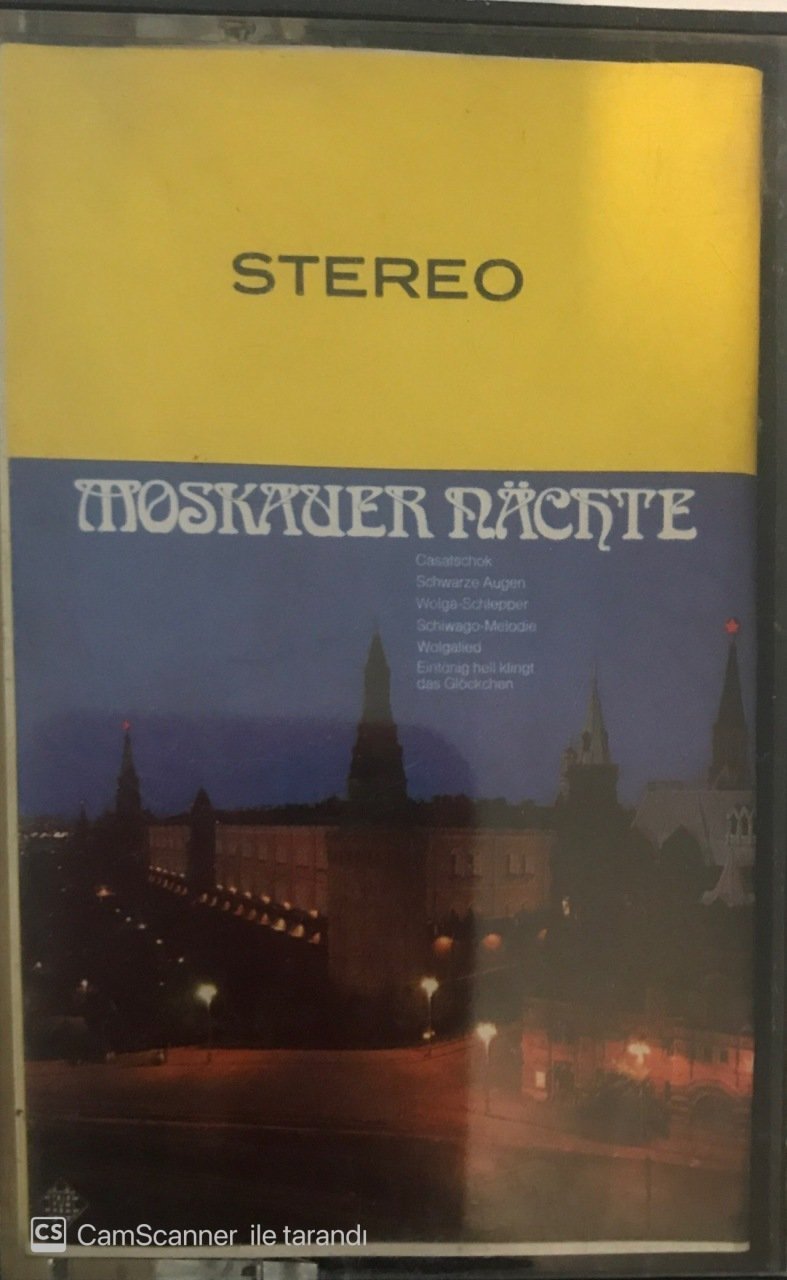 STEREO
MOSKAUER NÄCHTE
Casatschok
Schwarze Augen
Wolga-Schlepper
Schiwago-Melodie
Wolgalied
Eintönig hell klingt
das Glöckchen
CS CamScanner ile tarandı